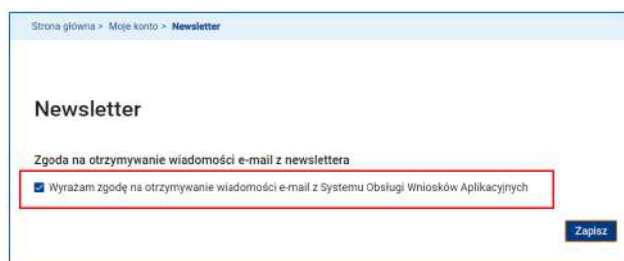 Strona główna > Moje konto > Newsletter
Newsletter
Zgoda na otrzymywanie wiadomości e-mail z newslettera
Wyrażam zgodę na otrzymywanie wiadomości e-mail z Systemu Obsługi Wniosków Aplikacyjnych
Zapisz